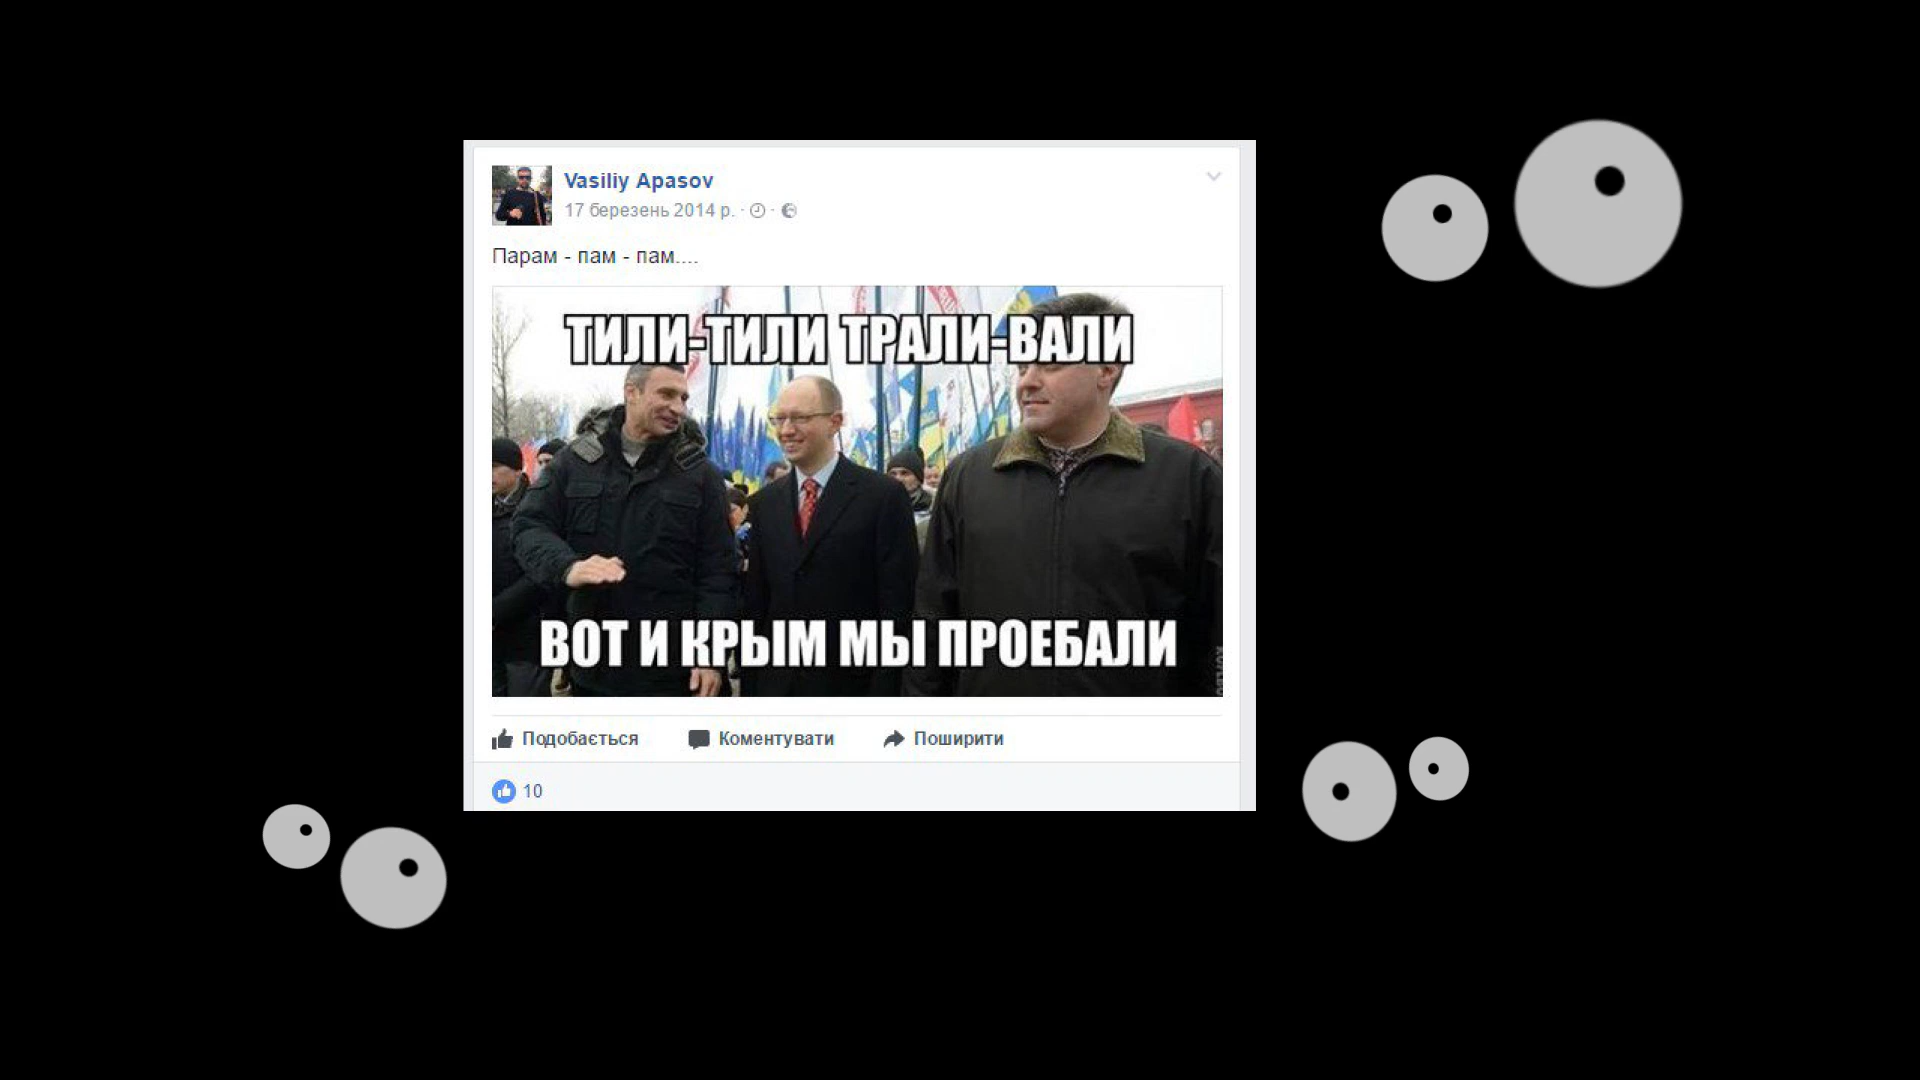 Vasiliy Apasov
17 березень 2014 р. · ·
Парам - пам - пам....
ТИЛИ-ТИЛИ ТРАЛИ-ВАЛИ
ВОТ И КРЫМ МЫ ПРОЕБАЛИ
Подобається Коментувати Поширити
10